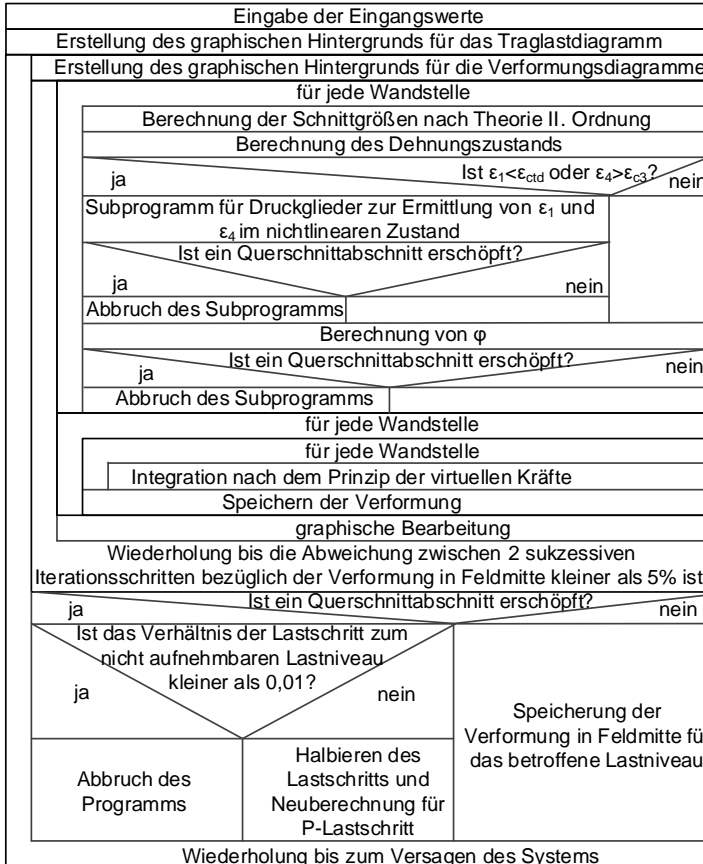 Eingabe der Eingangswerte
Erstellung des graphischen Hintergrunds für das Traglastdiagramm
Erstellung des graphischen Hintergrunds für die Verformungsdiagramme
für jede Wandstelle
Berechnung der Schnittgrößen nach Theorie II. Ordnung
Berechnung des Dehnungszustands
Ist ε₁<εctd oder ε₄>εc3?
ja
nein
Subprogramm für Druckglieder zur Ermittlung von ε₁ und
ε₄ im nichtlinearen Zustand
Ist ein Querschnittabschnitt erschöpft?
ja
nein
Abbruch des Subprogramms
Berechnung von φ
Ist ein Querschnittabschnitt erschöpft?
ja
nein
Abbruch des Subprogramms
für jede Wandstelle
für jede Wandstelle
Integration nach dem Prinzip der virtuellen Kräfte
Speichern der Verformung
graphische Bearbeitung
Wiederholung bis die Abweichung zwischen 2 sukzessiven
Iterationsschritten bezüglich der Verformung in Feldmitte kleiner als 5% ist
Ist ein Querschnittabschnitt erschöpft?
ja
nein
Ist das Verhältnis der Lastschritt zum
nicht aufnehmbaren Lastniveau
kleiner als 0,01?
ja
nein
Abbruch des
Programms
Halbieren des
Lastschritts und
Neuberechnung für
P-Lastschritt
Speicherung der
Verformung in Feldmitte fü
das betroffene Lastniveau
Wiederholung bis zum Versagen des Systems